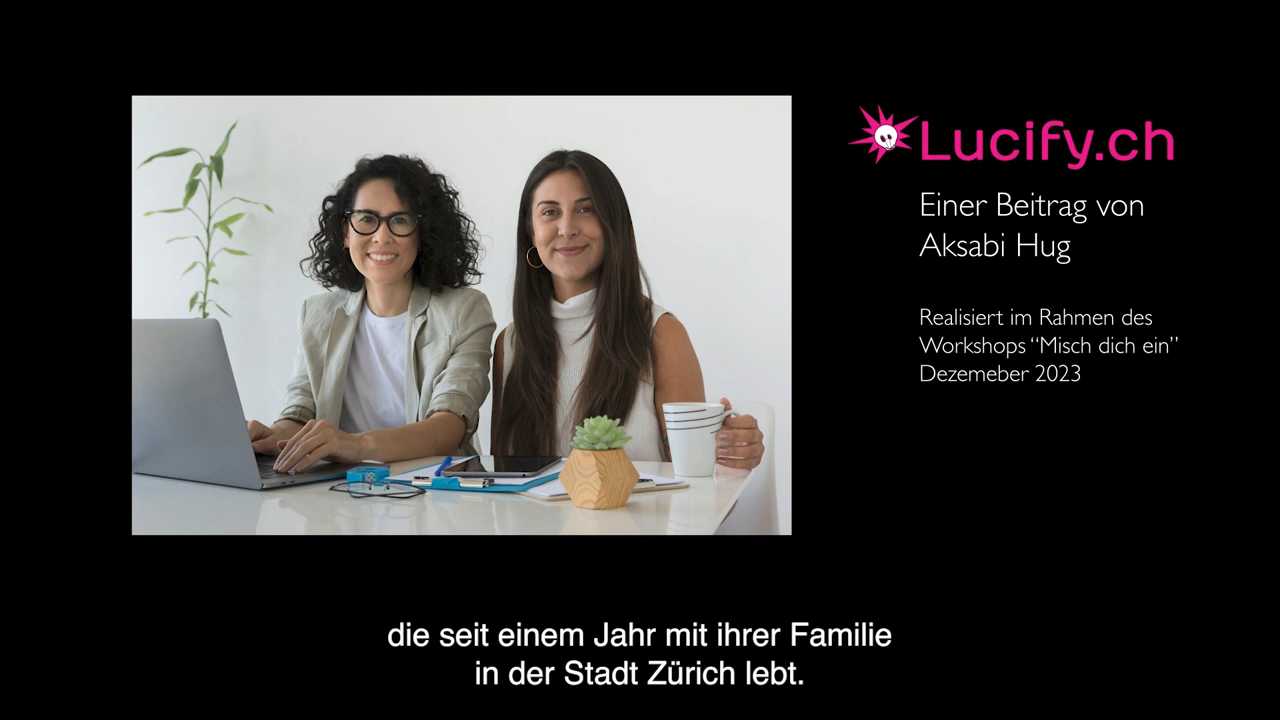 Lucify.ch
Einer Beitrag von
Aksabi Hug
Realisiert im Rahmen des
Workshops “Misch dich ein”
Dezemeber 2023
die seit einem Jahr mit ihrer Familie
in der Stadt Zürich lebt.